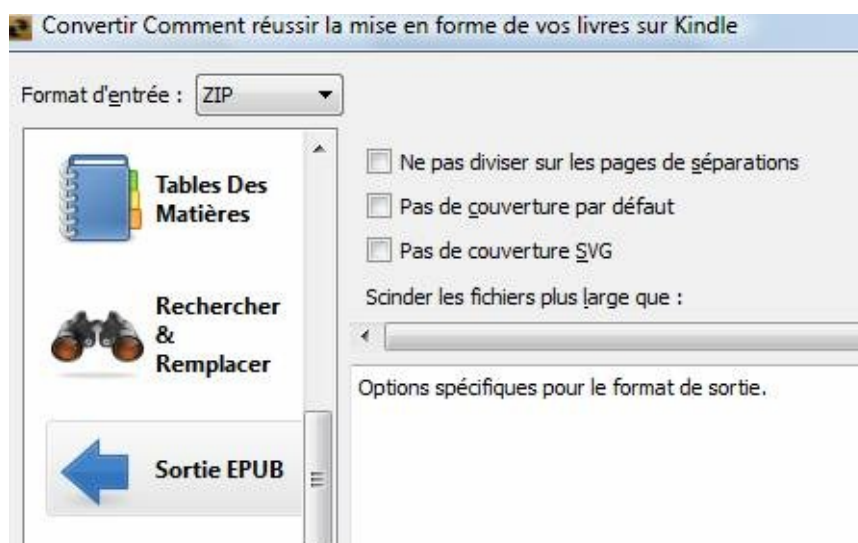 Convertir Comment réussir la mise en forme de vos livres sur Kindle
Format d'entrée : ZIP
Tables Des
Matières
Rechercher
&
Remplacer
Sortie EPUB
Ne pas diviser sur les pages de séparations
Pas de couverture par défaut
Pas de couverture SVG
Scinder les fichiers plus large que :
Options spécifiques pour le format de sortie.